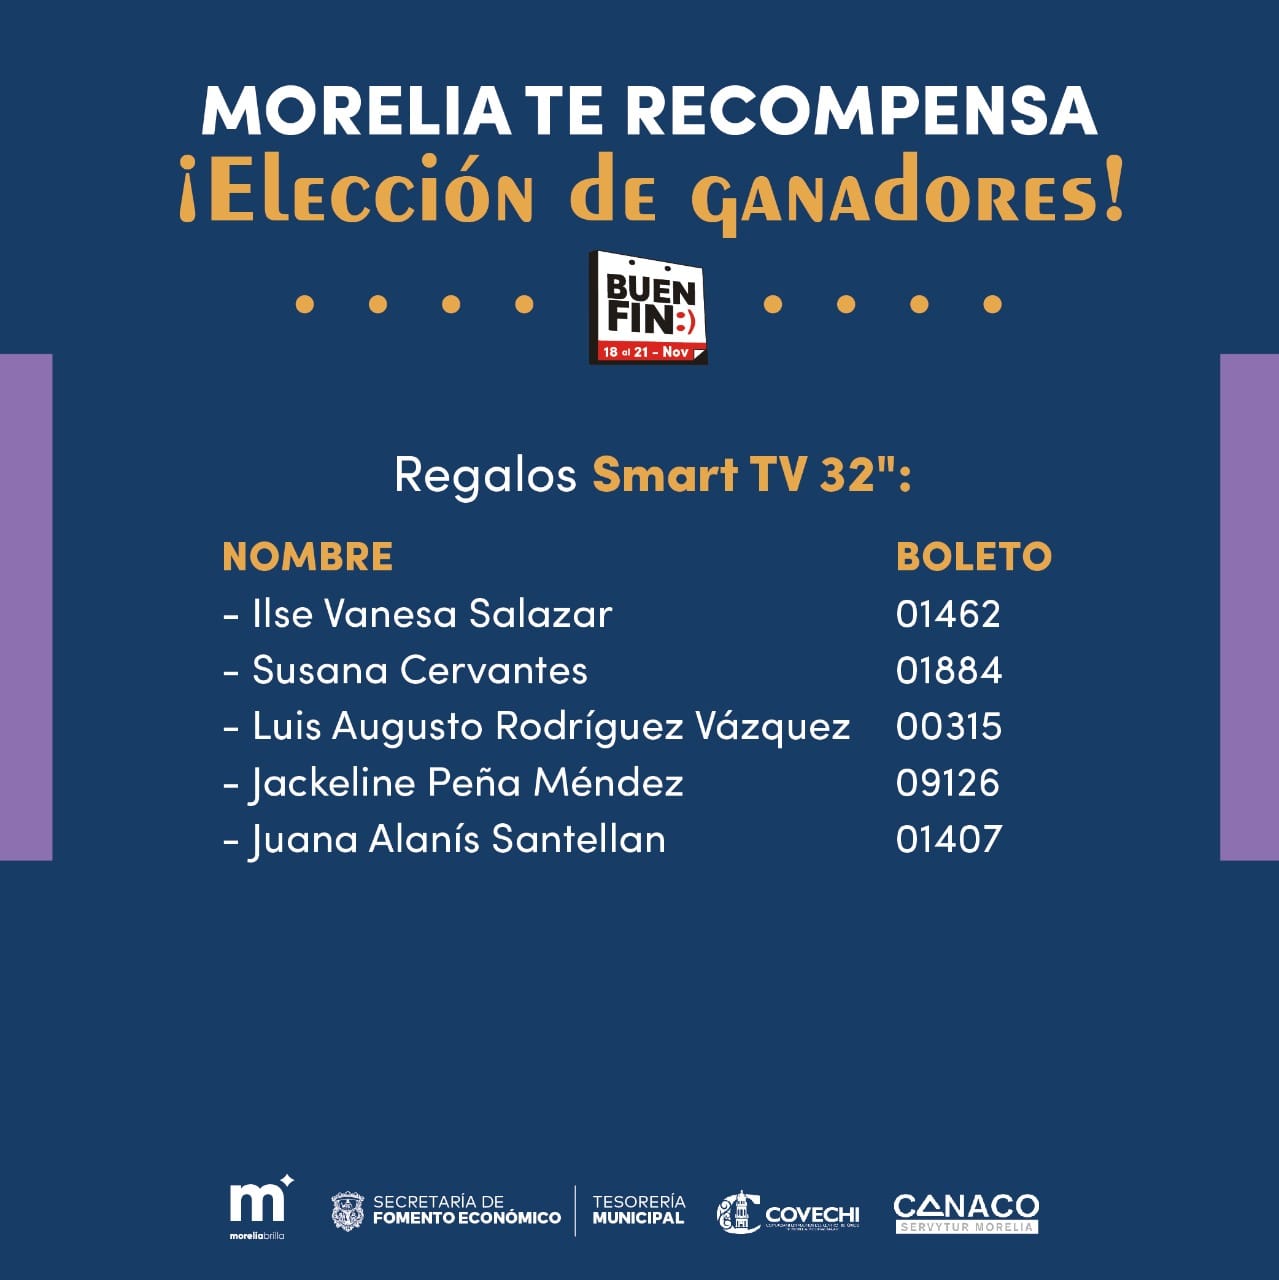 MORELIA TE RECOMPENSA
¡Elección de ganadores!
BUEN
FIN:)
18 al 21 - Nov
Regalos Smart TV 32":
NOMBRE BOLETO
- Ilse Vanesa Salazar 01462
- Susana Cervantes 01884
- Luis Augusto Rodríguez Vázquez 00315
- Jackeline Peña Méndez 09126
- Juana Alanís Santellan 01407
m
moreliabrilla
SECRETARÍA DE
FOMENTO ECONÓMICO
TESORERÍA
MUNICIPAL
COVECHI
CANACO
SERVYTUR MORELIA